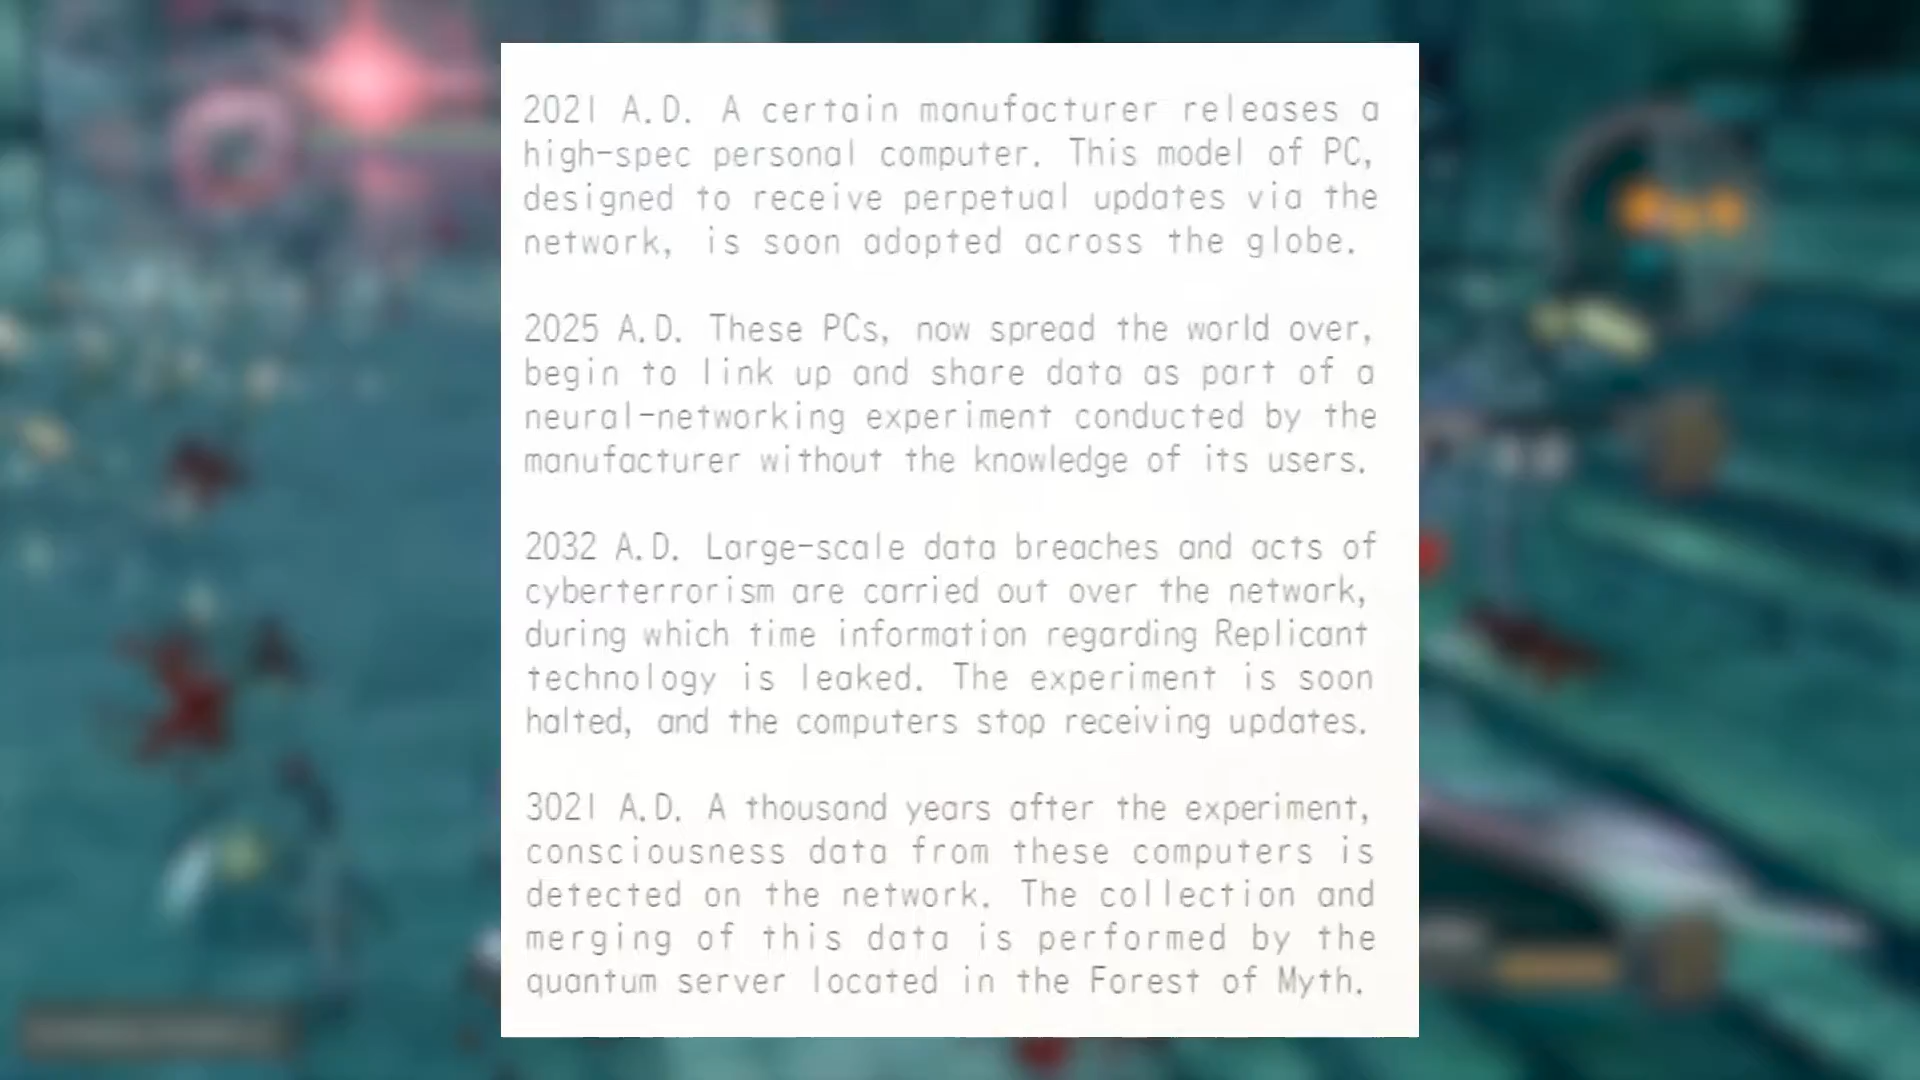 2021 A.D. A certain manufacturer releases a
high-spec personal computer. This model of PC,
designed to receive perpetual updates via the
network, is soon adopted across the globe.
2025 A.D. These PCs, now spread the world over,
begin to link up and share data as part of a
neural-networking experiment conducted by the
manufacturer without the knowledge of its users.
2032 A.D. Large-scale data breaches and acts of
cyberterrorism are carried out over the network,
during which time information regarding Replicant
technology is leaked. The experiment is soon
halted, and the computers stop receiving updates.
3021 A.D. A thousand years after the experiment,
consciousness data from these computers is
detected on the network. The collection and
merging of this data is performed by the
quantum server located in the Forest of Myth.